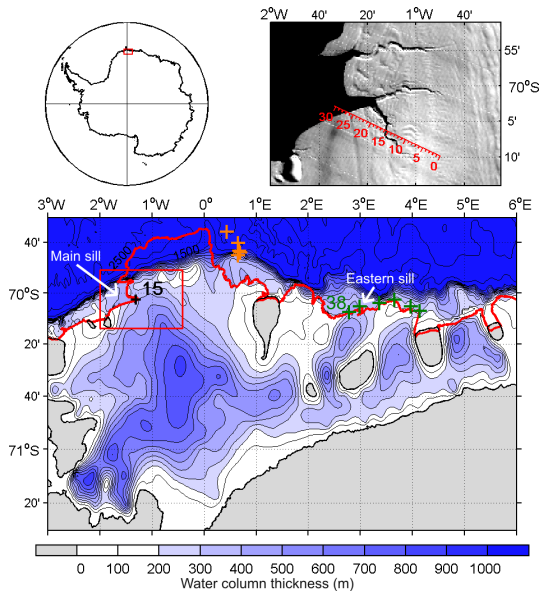 2°W 40' 20' 1°W 40'
55'
70°S
5'
10'
30 25 20 15 10 5 0
3°W 2°W 1°W 0° 1°E 2°E 3°E 4°E 5°E 6°E
40'
70°S
20'
40'
71°S
20'
2500 1500
Main sill
15
Eastern sill
38
0 100 200 300 400 500 600 700 800 900 1000
Water column thickness (m)